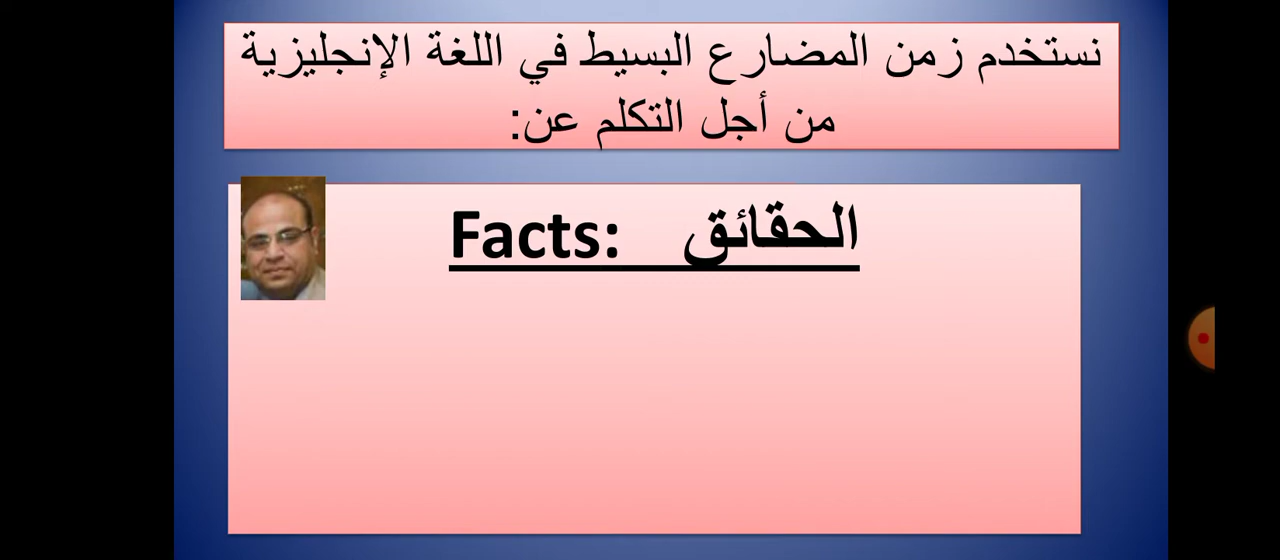 نستخدم زمن المضارع البسيط في اللغة الإنجليزية
من أجل التكلم عن:
Facts: الحقائق